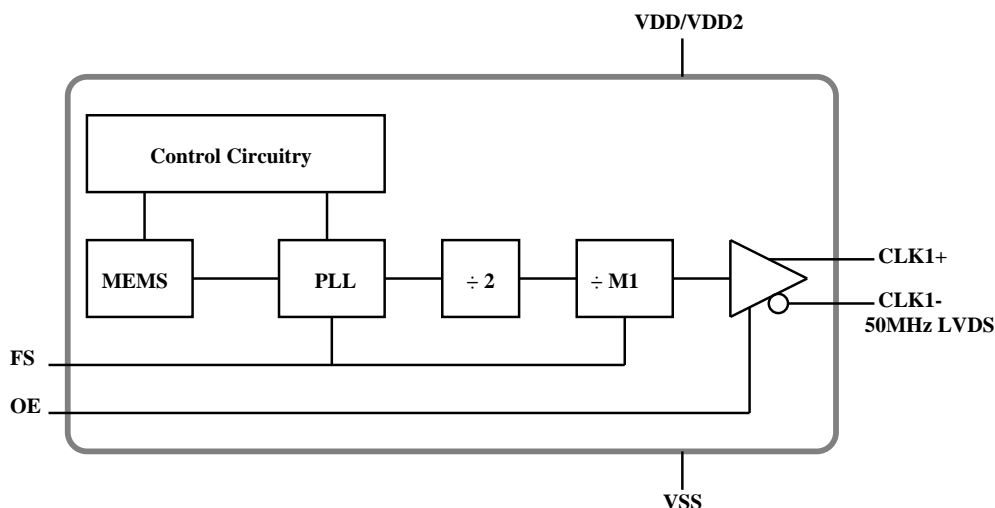 VDD/VDD2
Control Circuitry
MEMS
PLL
÷ 2
÷ M1
CLK1+
CLK1-
50MHz LVDS
FS
OE
VSS